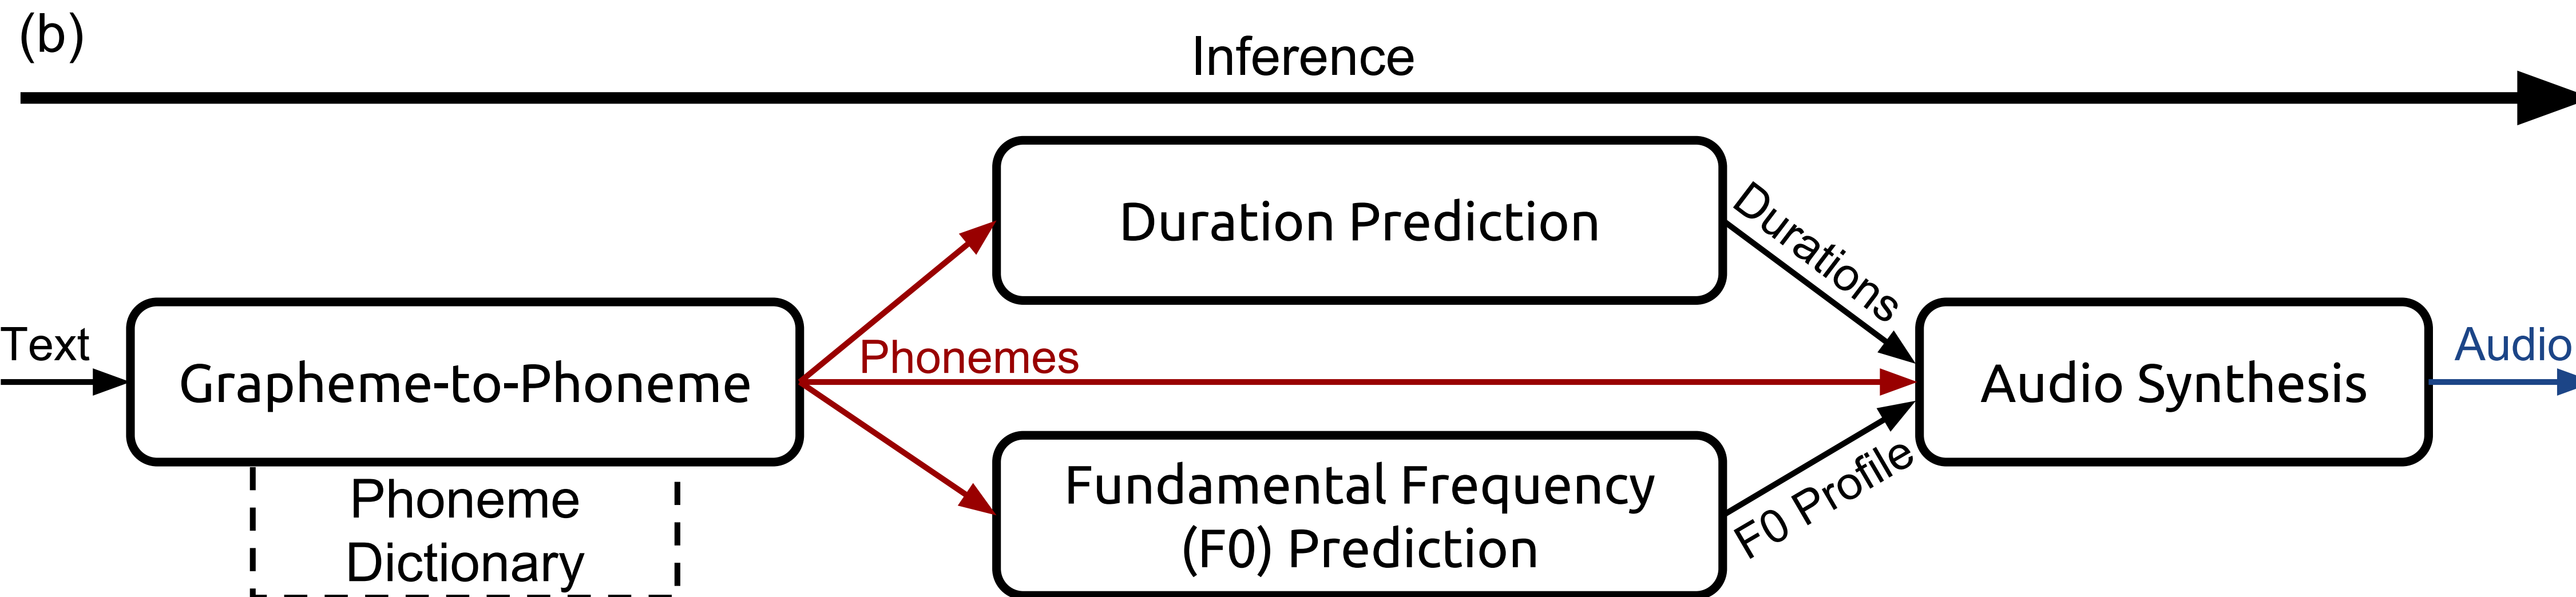 (b)
Inference
Duration Prediction
Durations
Text
Grapheme-to-Phoneme
Phonemes
Audio Synthesis
Audio
Phoneme
Dictionary
Fundamental Frequency
(F0) Prediction
F0 Profile